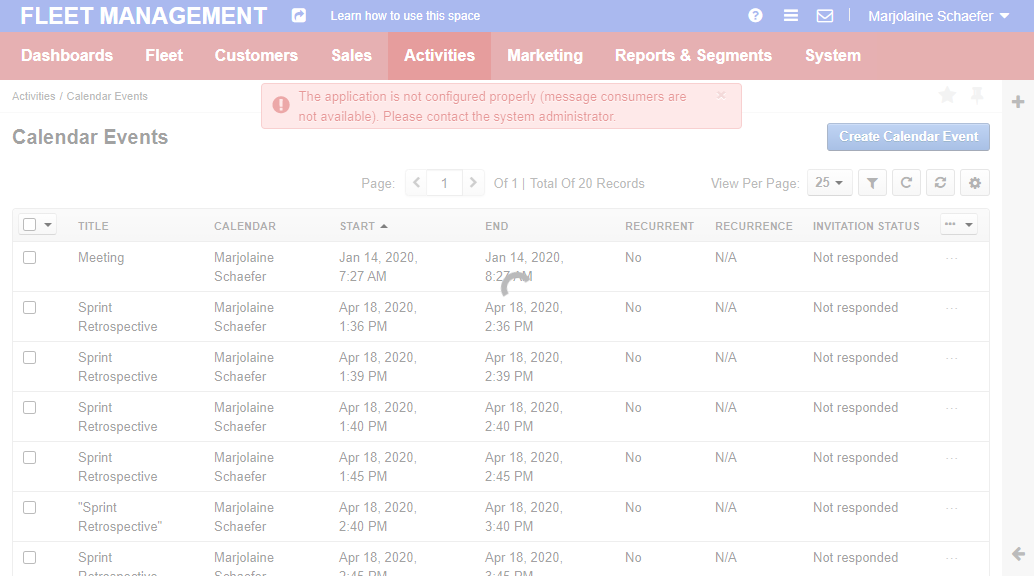 FLEET MANAGEMENT Learn how to use this space Marjolaine Schaefer
Dashboards Fleet Customers Sales Activities Marketing Reports & Segments System
Activities / Calendar Events
The application is not configured properly (message consumers are
not available). Please contact the system administrator.
Calendar Events
Create Calendar Event
Page: 1 Of 1 | Total Of 20 Records View Per Page: 25
TITLE CALENDAR START END RECURRENT RECURRENCE INVITATION STATUS
Meeting Marjolaine Jan 14, 2020, Jan 14, 2020, No N/A Not responded
Schaefer 7:27 AM 8:27 AM
Sprint Marjolaine Apr 18, 2020, Apr 18, 2020, No N/A Not responded
Retrospective Schaefer 1:36 PM 2:36 PM
Sprint Marjolaine Apr 18, 2020, Apr 18, 2020, No N/A Not responded
Retrospective Schaefer 1:39 PM 2:39 PM
Sprint Marjolaine Apr 18, 2020, Apr 18, 2020, No N/A Not responded
Retrospective Schaefer 1:40 PM 2:40 PM
Sprint Marjolaine Apr 18, 2020, Apr 18, 2020, No N/A Not responded
Retrospective Schaefer 1:45 PM 2:45 PM
"Sprint Marjolaine Apr 18, 2020, Apr 18, 2020, No N/A Not responded
Retrospective" Schaefer 2:40 PM 3:40 PM
Sprint Marjolaine Apr 18, 2020, Apr 18, 2020, No N/A Not responded
Retrospective Schaefer 2:45 PM 3:45 PM